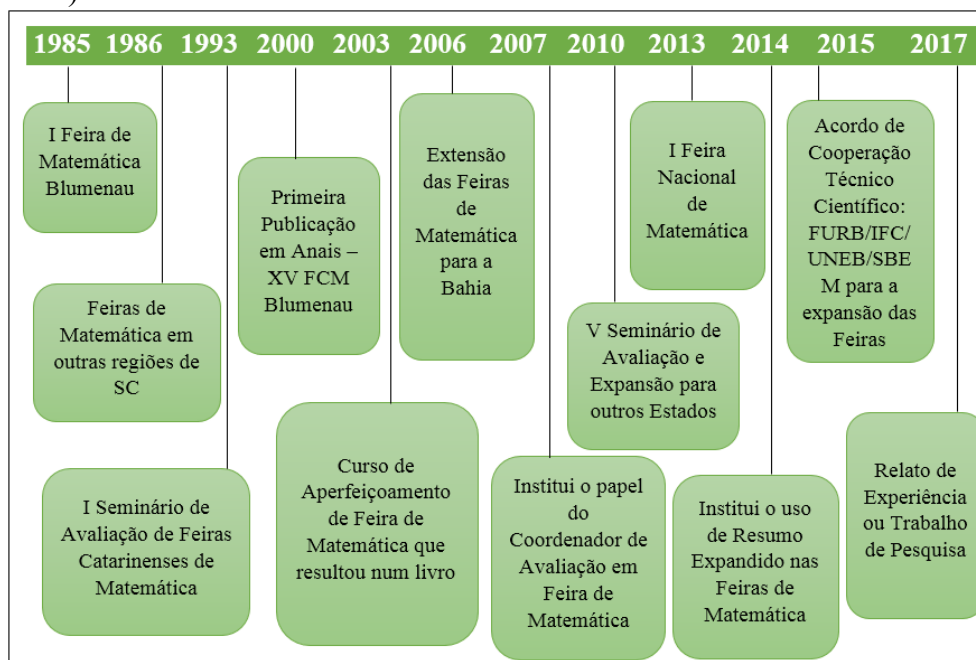 1985 1986 1993 2000 2003 2006 2007 2010 2013 2014 2015 2017
I Feira de
Matemática
Blumenau
Feiras de
Matemática em
outras regiões de
SC
I Seminário de
Avaliação de Feiras
Catarinenses de
Matemática
Primeira
Publicação
em Anais –
XV FCM
Blumenau
Curso de
Aperfeiçoamento
de Feira de
Matemática que
resultou num livro
Extensão
das Feiras
de
Matemática
para a
Bahia
Institui o papel
do
Coordenador de
Avaliação em
Feira de
Matemática
V Seminário de
Avaliação e
Expansão para
outros Estados
I Feira
Nacional
de
Matemática
Institui o uso
de Resumo
Expandido nas
Feiras de
Matemática
Acordo de
Cooperação
Técnico
Científico:
FURB/IFC/
UNEB/SBE
M para a
expansão das
Feiras
Relato de
Experiência
ou Trabalho
de Pesquisa